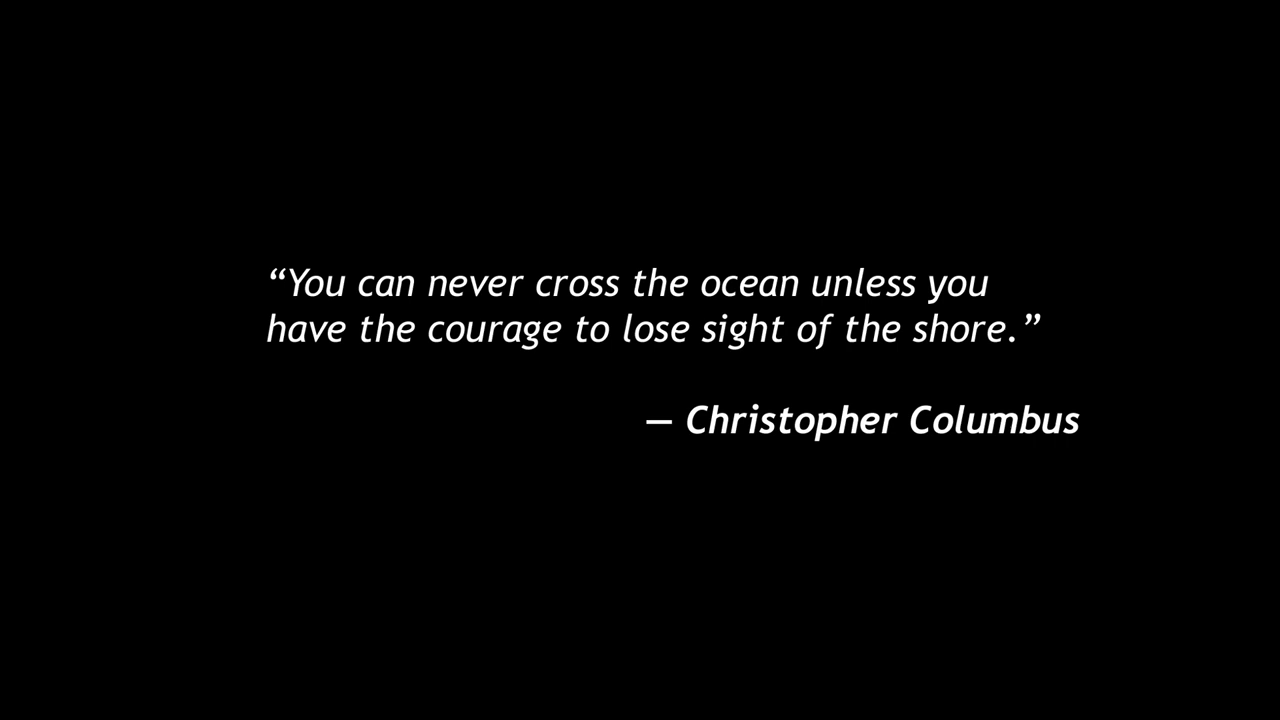 “You can never cross the ocean unless you
have the courage to lose sight of the shore.”
— Christopher Columbus